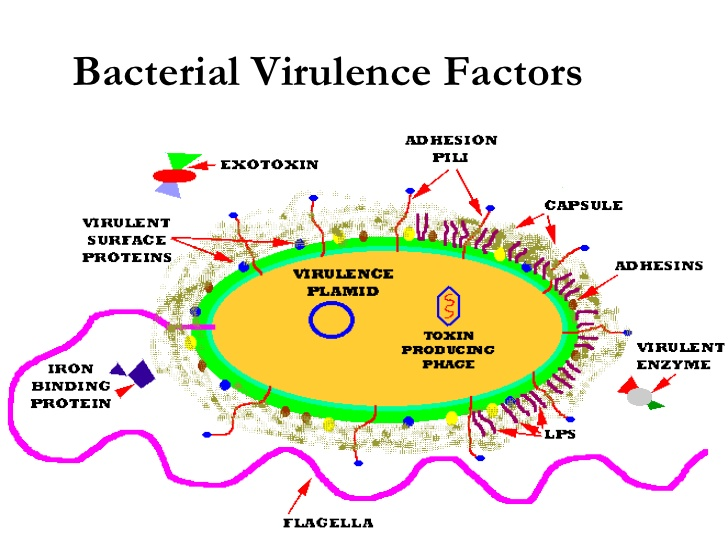 Bacterial Virulence Factors
ADHESION
PILI
EXOTOXIN
CAPSULE
VIRULENT
SURFACE
PROTEINS
ADHESINS
VIRULENCE
PLAMID
TOXIN
PRODUCING
PHAGE
VIRULENT
ENZYME
IRON
BINDING
PROTEIN
LPS
FLAGELLA